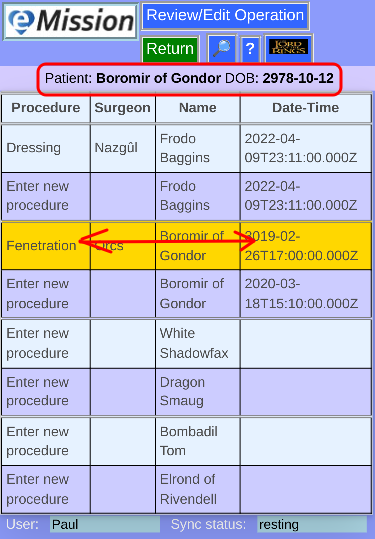 eMission
Review/Edit Operation
Return
?
LORD
RINGS
Patient: Boromir of Gondor DOB: 2978-10-12
Procedure Surgeon Name Date-Time
Dressing Nazgûl Frodo Baggins 2022-04-09T23:11:00.000Z
Enter new procedure Frodo Baggins 2022-04-09T23:11:00.000Z
Fenetration Orcs Boromir of Gondor 2019-02-26T17:00:00.000Z
Enter new procedure Boromir of Gondor 2020-03-18T15:10:00.000Z
Enter new procedure White Shadowfax
Enter new procedure Dragon Smaug
Enter new procedure Bombadil Tom
Enter new procedure Elrond of Rivendell
User: Paul Sync status: resting